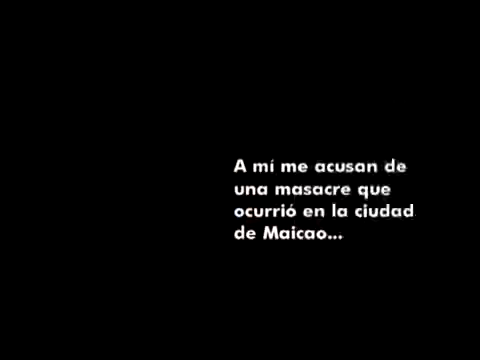 A mí me acusan de
una masacre que
ocurrió en la ciudad
de Maicao...